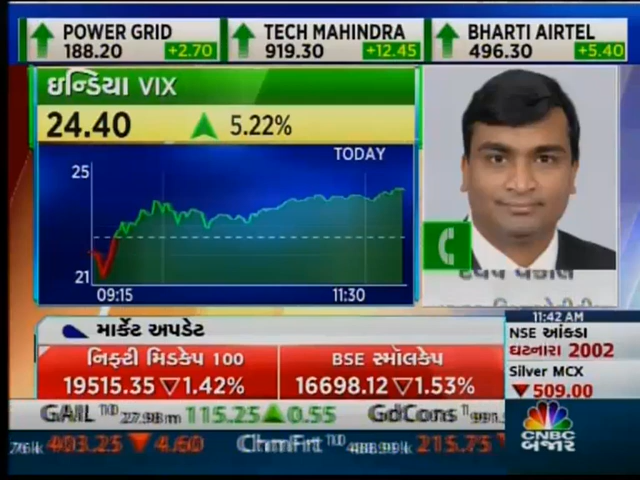 POWER GRID
188.20 +2.70
TECH MAHINDRA
919.30 +12.45
BHARTI AIRTEL
496.30 +5.40
ઇન્ડિયા VIX
24.40 5.22%
TODAY
25
21
09:15 11:30
માર્કેટ અપડેટ
નિફ્ટી મિડકેપ 100
19515.35 1.42%
BSE સ્મૉલકેપ
16698.12 1.53%
11:42 AM
NSE આંકડા
ઘટનારા 2002
Silver MCX
509.00
GAIL 115.25 0.55 GdCons
403.25 4.60 ChmFrt 215.75
CNBC
બજાર